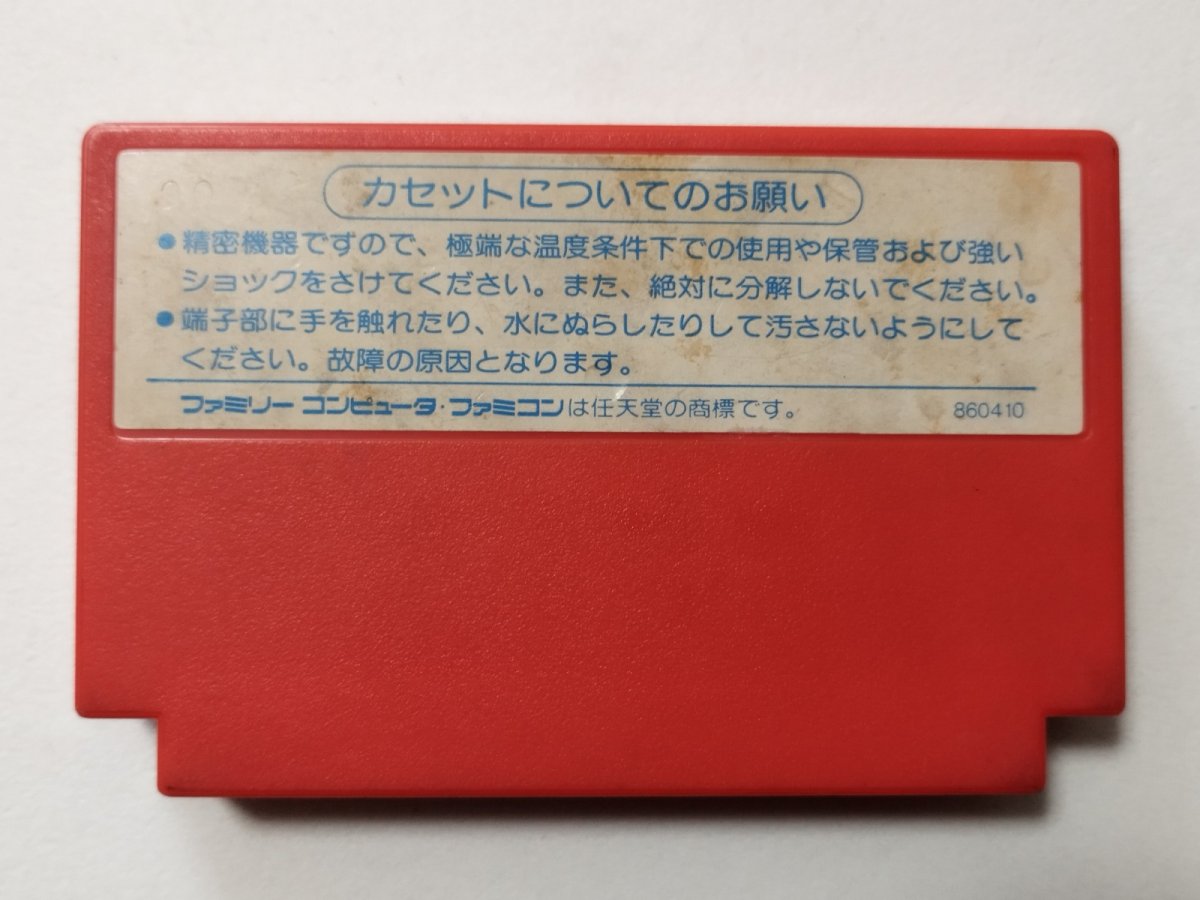 カセットについてのお願い
●精密機器ですので、極端な温度条件下での使用や保管および強い
ショックをさけてください。また、絶対に分解しないでください。
●端子部に手を触れたり、水にぬらしたりして汚さないようにして
ください。故障の原因となります。
ファミリーコンピュータ・ファミコンは任天堂の商標です。 860410